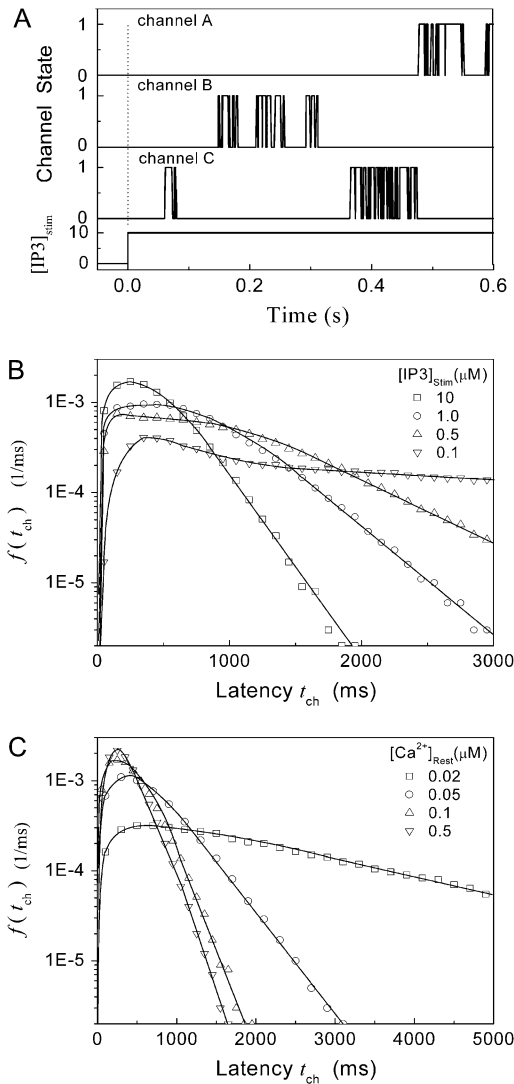 A
channel A
1
0
channel B
1
0
channel C
1
0
Channel State
[IP3]stim
10
0
0.0 0.2 0.4 0.6
Time (s)
B
[IP3]Stim(μM)
10
1.0
0.5
0.1
1E-3
1E-4
1E-5
f(tch) (1/ms)
0 1000 2000 3000
Latency tch (ms)
C
[Ca2+]Rest(μM)
0.02
0.05
0.1
0.5
1E-3
1E-4
1E-5
f(tch) (1/ms)
0 1000 2000 3000 4000 5000
Latency tch (ms)